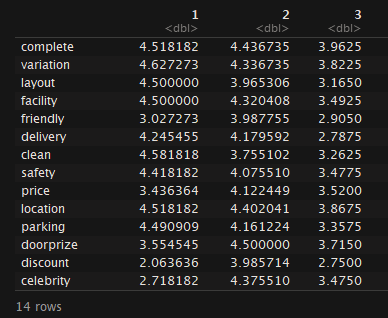 1 2 3
<dbl> <dbl> <dbl>
complete 4.518182 4.436735 3.9625
variation 4.627273 4.336735 3.8225
layout 4.500000 3.965306 3.1650
facility 4.500000 4.320408 3.4925
friendly 3.027273 3.987755 2.9050
delivery 4.245455 4.179592 2.7875
clean 4.581818 3.755102 3.2625
safety 4.418182 4.075510 3.4775
price 3.436364 4.122449 3.5200
location 4.518182 4.402041 3.8675
parking 4.490909 4.161224 3.3575
doorprize 3.554545 4.500000 3.7150
discount 2.063636 3.985714 2.7500
celebrity 2.718182 4.375510 3.4750
14 rows